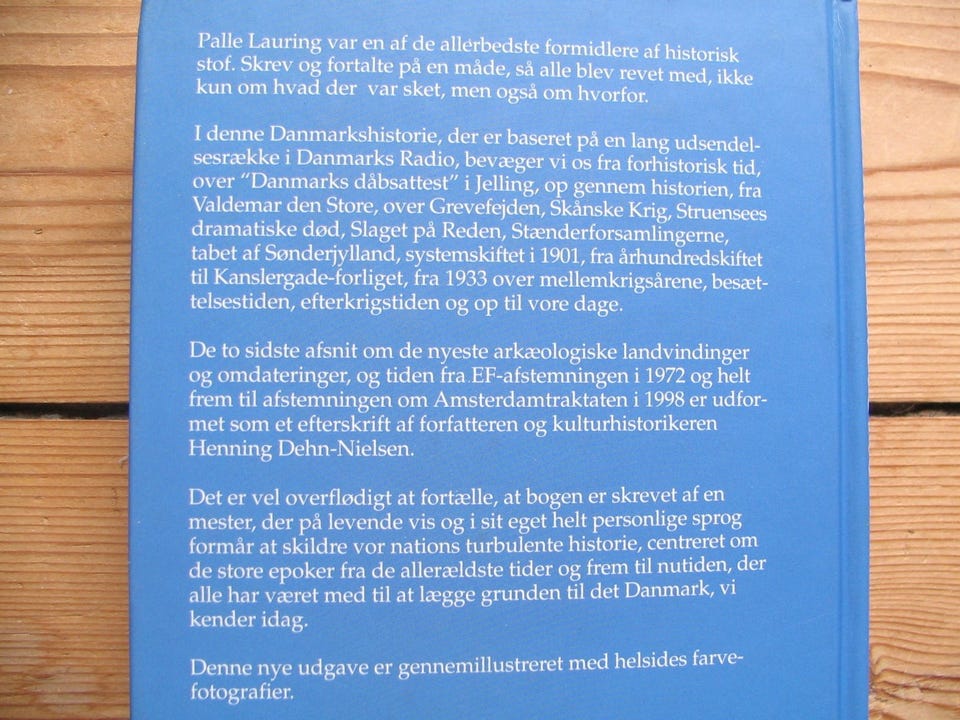 Palle Lauring var en af de allerbedste formidlere af historisk
stof. Skrev og fortalte på en måde, så alle blev revet med, ikke
kun om hvad der var sket, men også om hvorfor.
I denne Danmarkshistorie, der er baseret på en lang udsendel-
sesrække i Danmarks Radio, bevæger vi os fra forhistorisk tid,
over “Danmarks dåbsattest” i Jelling, op gennem historien, fra
Valdemar den Store, over Grevefejden, Skånske Krig, Struensees
dramatiske død, Slaget på Reden, Stænderforsamlingerne,
tabet af Sønderjylland, systemskiftet i 1901, fra århundredskiftet
til Kanslergade-forliget, fra 1933 over mellemkrigsårene, besæt-
telsestiden, efterkrigstiden og op til vore dage.
De to sidste afsnit om de nyeste arkæologiske landvindinger
og omdateringer, og tiden fra EF-afstemningen i 1972 og helt
frem til afstemningen om Amsterdamtraktaten i 1998 er udfor-
met som et efterskrift af forfatteren og kulturhistorikeren
Henning Dehn-Nielsen.
Det er vel overflødigt at fortælle, at bogen er skrevet af en
mester, der på levende vis og i sit eget helt personlige sprog
formår at skildre vor nations turbulente historie, centreret om
de store epoker fra de allerældste tider og frem til nutiden, der
alle har været med til at lægge grunden til det Danmark, vi
kender idag.
Denne nye udgave er gennemillustreret med helsides farve-
fotografier.